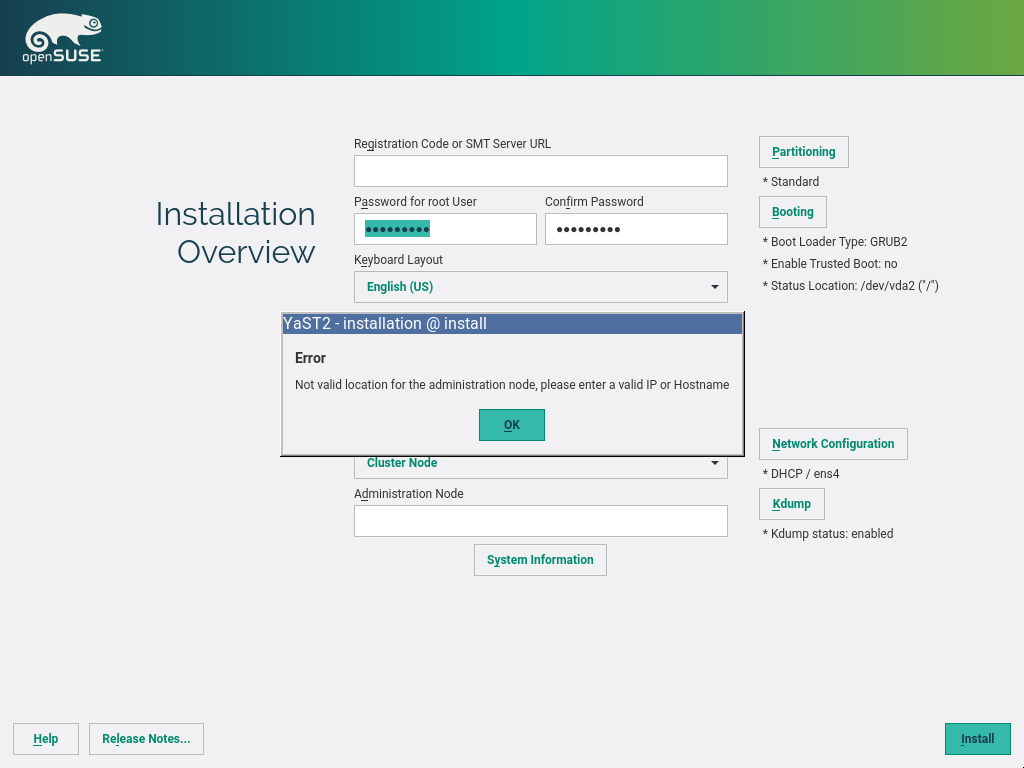 openSUSE
Installation
Overview
Registration Code or SMT Server URL
Password for root User
Confirm Password
●●●●●●●●●
●●●●●●●●●
Keyboard Layout
English (US)
YaST2 - installation @ install
Error
Not valid location for the administration node, please enter a valid IP or Hostname
OK
Cluster Node
Administration Node
System Information
Partitioning
* Standard
Booting
* Boot Loader Type: GRUB2
* Enable Trusted Boot: no
* Status Location: /dev/vda2 ("/")
Network Configuration
* DHCP / ens4
Kdump
* Kdump status: enabled
Help
Release Notes...
Install